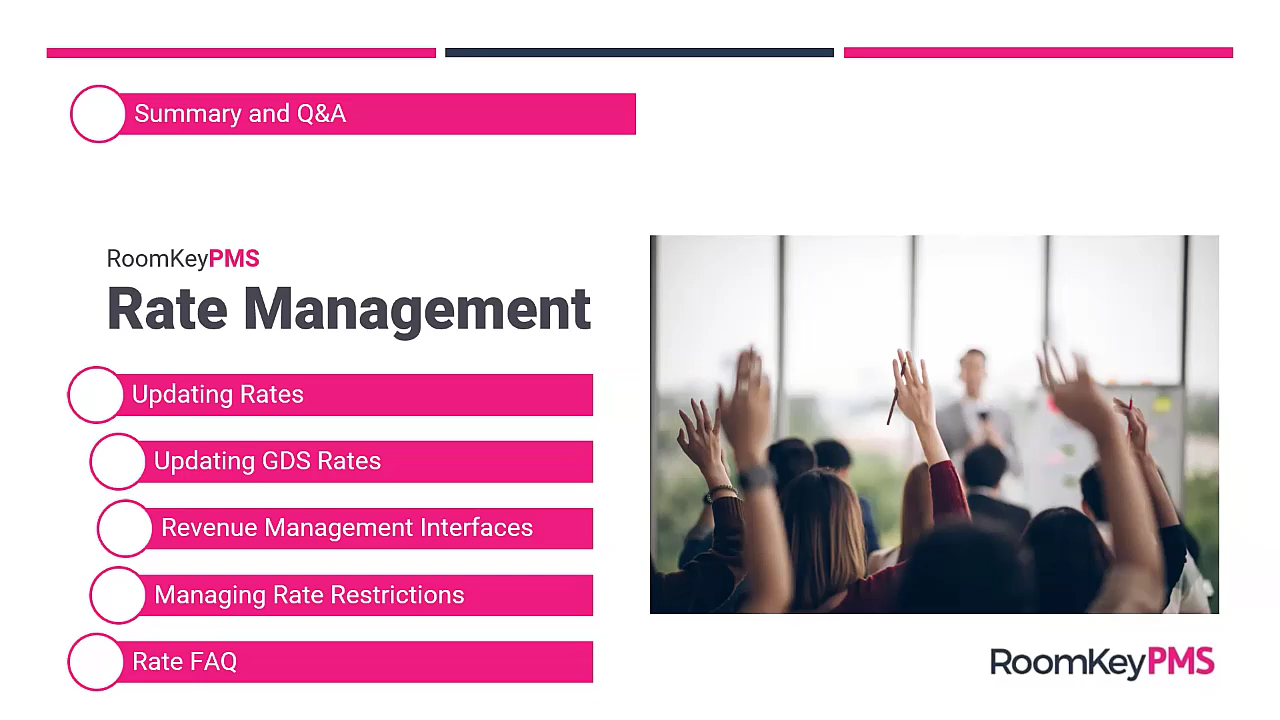 Summary and Q&A
RoomKeyPMS
Rate Management
Updating Rates
Updating GDS Rates
Revenue Management Interfaces
Managing Rate Restrictions
Rate FAQ
RoomKeyPMS